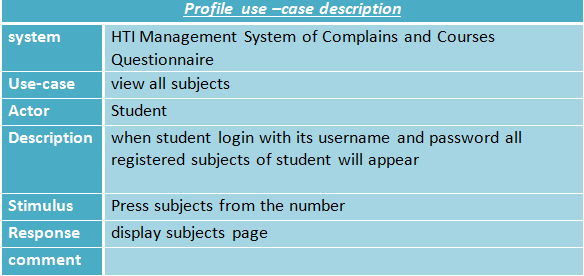 Profile use –case description
system HTI Management System of Complains and Courses
Questionnaire
Use-case view all subjects
Actor Student
Description when student login with its username and password all
registered subjects of student will appear
Stimulus Press subjects from the number
Response display subjects page
comment